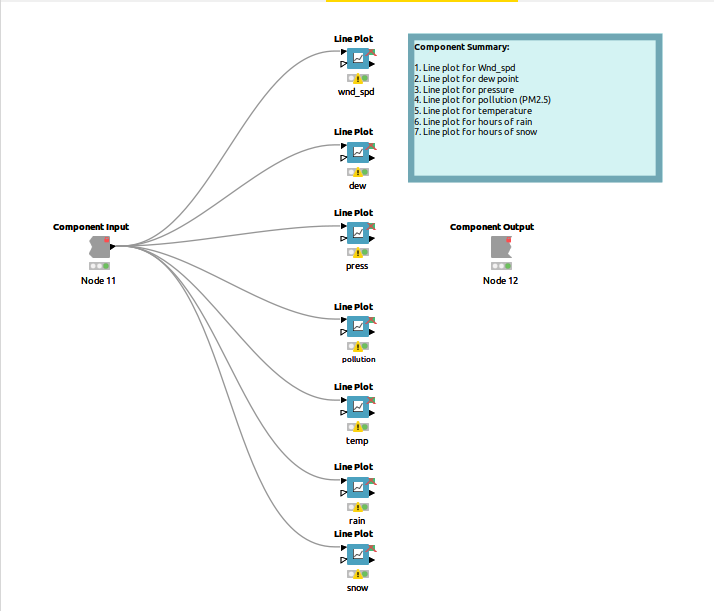 Line Plot
wnd_spd
Component Summary:
1. Line plot for Wnd_spd
2. Line plot for dew point
3. Line plot for pressure
4. Line plot for pollution (PM2.5)
5. Line plot for temperature
6. Line plot for hours of rain
7. Line plot for hours of snow
Line Plot
dew
Line Plot
press
Component Input
Node 11
Component Output
Node 12
Line Plot
pollution
Line Plot
temp
Line Plot
rain
Line Plot
snow